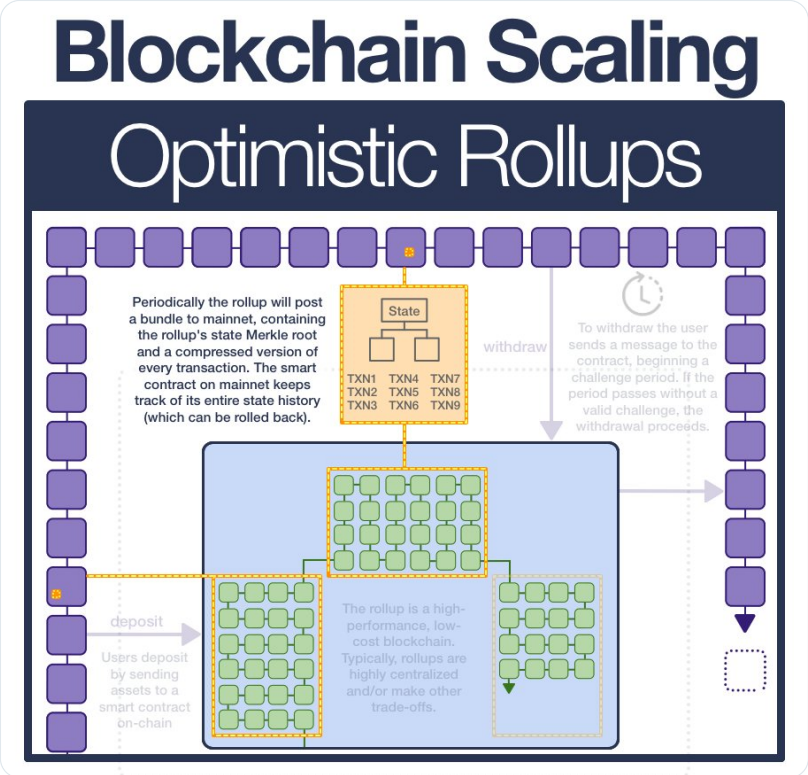 Blockchain Scaling
Optimistic Rollups
Periodically the rollup will post
a bundle to mainnet, containing
the rollup's state Merkle root
and a compressed version of
every transaction. The smart
contract on mainnet keeps
track of its entire state history
(which can be rolled back).
State
TXN1 TXN4 TXN7
TXN2 TXN5 TXN8
TXN3 TXN6 TXN9
withdraw
To withdraw the user
sends a message to the
contract, beginning a
challenge period. If the
period passes without a
valid challenge, the
withdrawal proceeds.
deposit
Users deposit
by sending
assets to a
smart contract
on-chain
The rollup is a high-
performance, low-
cost blockchain.
Typically, rollups are
highly centralized
and/or make other
trade-offs.